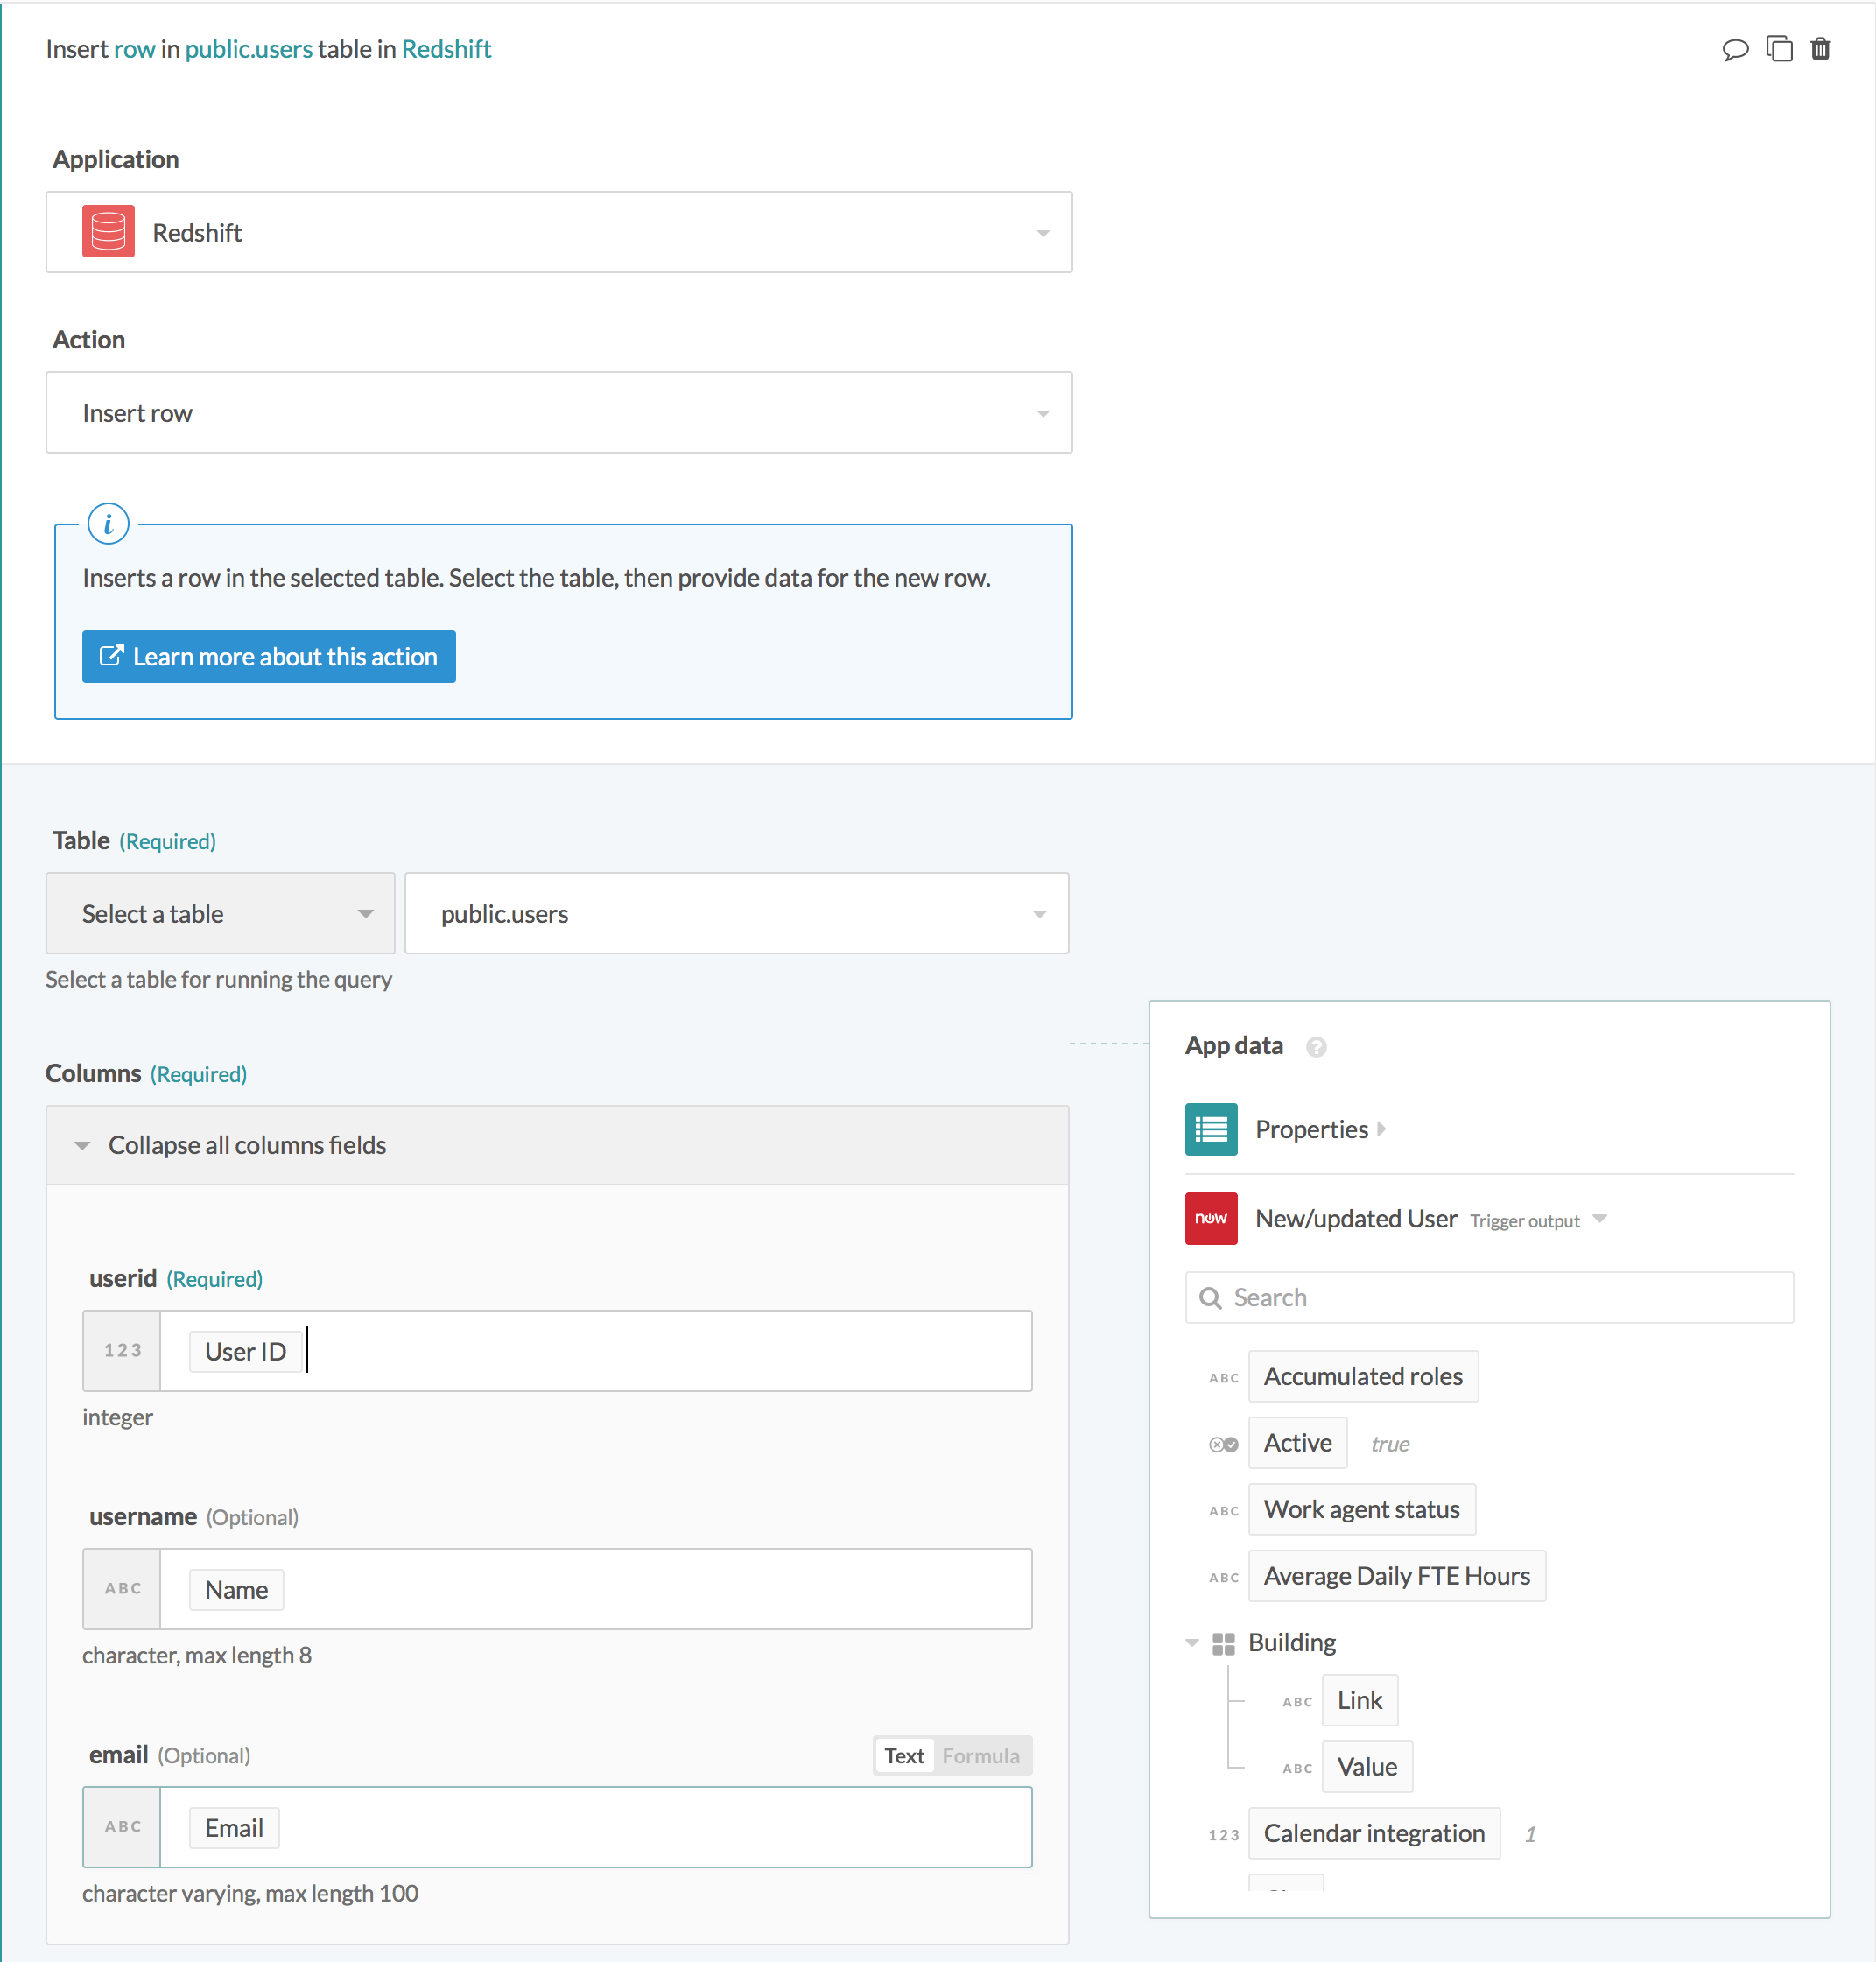 Insert row in public.users table in Redshift
Application
Redshift
Action
Insert row
i
Inserts a row in the selected table. Select the table, then provide data for the new row.
Learn more about this action
Table (Required)
Select a table
public.users
Select a table for running the query
Columns (Required)
Collapse all columns fields
userid (Required)
123
User ID
integer
username (Optional)
ABC
Name
character, max length 8
email (Optional)
Text Formula
ABC
Email
character varying, max length 100
App data ?
Properties
now
New/updated User Trigger output
Search
ABC Accumulated roles
Active true
ABC Work agent status
ABC Average Daily FTE Hours
Building
ABC Link
ABC Value
123 Calendar integration 1